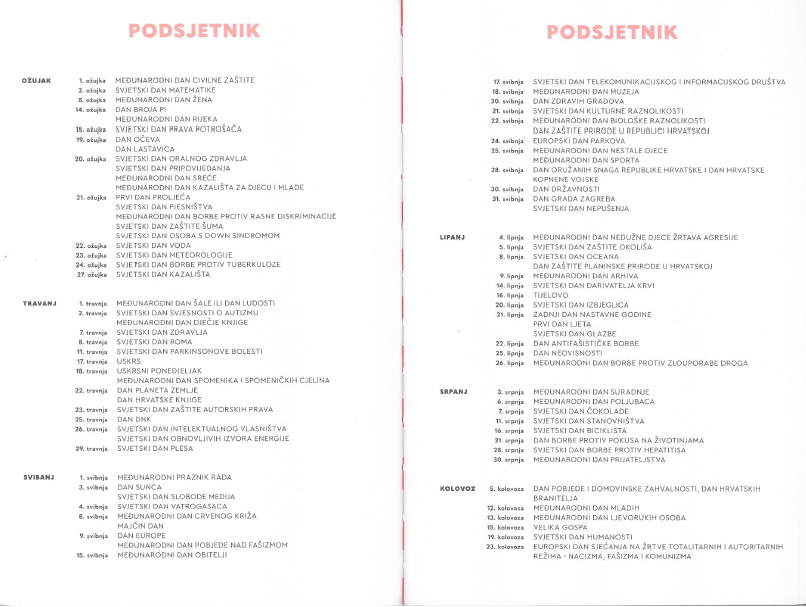 PODSJETNIK
OŽUJAK 1. ožujka MEĐUNARODNI DAN CIVILNE ZAŠTITE
2. ožujka SVJETSKI DAN MATEMATIKE
8. ožujka MEĐUNARODNI DAN ŽENA
14. ožujka DAN BROJA PI
MEĐUNARODNI DAN RIJEKA
15. ožujka SVJETSKI DAN PRAVA POTROŠAČA
19. ožujka DAN OČEVA
DAN LASTAVICA
20. ožujka SVJETSKI DAN ORALNOG ZDRAVLJA
SVJETSKI DAN PRIPOVIJEDANJA
MEĐUNARODNI DAN SREĆE
MEĐUNARODNI DAN KAZALIŠTA ZA DJECU I MLADE
21. ožujka PRVI DAN PROLJEĆA
SVJETSKI DAN PJESNIŠTVA
MEĐUNARODNI DAN BORBE PROTIV RASNE DISKRIMINACIJE
SVJETSKI DAN ZAŠTITE ŠUMA
SVJETSKI DAN OSOBA S DOWN SINDROMOM
22. ožujka SVJETSKI DAN VODA
23. ožujka SVJETSKI DAN METEOROLOGIJE
24. ožujka SVJETSKI DAN BORBE PROTIV TUBERKULOZE
27. ožujka SVJETSKI DAN KAZALIŠTA
TRAVANJ 1. travnja MEĐUNARODNI DAN ŠALE ILI DAN LUDOSTI
2. travnja SVJETSKI DAN SVJESNOSTI O AUTIZMU
MEĐUNARODNI DAN DJEČJE KNJIGE
7. travnja SVJETSKI DAN ZDRAVLJA
8. travnja SVJETSKI DAN ROMA
11. travnja SVJETSKI DAN PARKINSONOVE BOLESTI
17. travnja USKRS
18. travnja USKRSNI PONEDJELJAK
MEĐUNARODNI DAN SPOMENIKA I SPOMENIČKIH CJELINA
22. travnja DAN PLANETA ZEMLJE
DAN HRVATSKE KNJIGE
23. travnja SVJETSKI DAN ZAŠTITE AUTORSKIH PRAVA
25. travnja DAN DNK
26. travnja SVJETSKI DAN INTELEKTUALNOG VLASNIŠTVA
SVJETSKI DAN OBNOVLJIVIH IZVORA ENERGIJE
29. travnja SVJETSKI DAN PLESA
SVIBANJ 1. svibnja MEĐUNARODNI PRAZNIK RADA
3. svibnja DAN SUNCA
SVJETSKI DAN SLOBODE MEDIJA
4. svibnja SVJETSKI DAN VATROGASACA
8. svibnja MEĐUNARODNI DAN CRVENOG KRIŽA
MAJČIN DAN
9. svibnja DAN EUROPE
MEĐUNARODNI DAN POBJEDE NAD FAŠIZMOM
15. svibnja MEĐUNARODNI DAN OBITELJI
PODSJETNIK
17. svibnja SVJETSKI DAN TELEKOMUNIKACIJSKOG I INFORMACIJSKOG DRUŠTVA
18. svibnja MEĐUNARODNI DAN MUZEJA
20. svibnja DAN ZDRAVIH GRADOVA
21. svibnja SVJETSKI DAN KULTURNE RAZNOLIKOSTI
22. svibnja MEĐUNARODNI DAN BIOLOŠKE RAZNOLIKOSTI
DAN ZAŠTITE PRIRODE U REPUBLICI HRVATSKOJ
24. svibnja EUROPSKI DAN PARKOVA
25. svibnja MEĐUNARODNI DAN NESTALE DJECE
MEĐUNARODNI DAN SPORTA
28. svibnja DAN ORUŽANIH SNAGA REPUBLIKE HRVATSKE I DAN HRVATSKE
KOPNENE VOJSKE
30. svibnja DAN DRŽAVNOSTI
31. svibnja DAN GRADA ZAGREBA
SVJETSKI DAN NEPUŠENJA
LIPANJ 4. lipnja MEĐUNARODNI DAN NEDUŽNE DJECE ŽRTAVA AGRESIJE
5. lipnja SVJETSKI DAN ZAŠTITE OKOLIŠA
8. lipnja SVJETSKI DAN OCEANA
DAN ZAŠTITE PLANINSKE PRIRODE U HRVATSKOJ
9. lipnja MEĐUNARODNI DAN ARHIVA
14. lipnja SVJETSKI DAN DARIVATELJA KRVI
16. lipnja TIJELOVO
20. lipnja SVJETSKI DAN IZBJEGLICA
21. lipnja ZADNJI DAN NASTAVNE GODINE
PRVI DAN LJETA
SVJETSKI DAN GLAZBE
22. lipnja DAN ANTIFAŠISTIČKE BORBE
25. lipnja DAN NEOVISNOSTI
26. lipnja MEĐUNARODNI DAN BORBE PROTIV ZLOUPORABE DROGA
SRPANJ 3. srpnja MEĐUNARODNI DAN SURADNJE
6. srpnja MEĐUNARODNI DAN POLJUBACA
7. srpnja SVJETSKI DAN ČOKOLADE
11. srpnja SVJETSKI DAN STANOVNIŠTVA
16. srpnja SVJETSKI DAN BICIKLISTA
21. srpnja DAN BORBE PROTIV POKUSA NA ŽIVOTINJAMA
28. srpnja SVJETSKI DAN BORBE PROTIV HEPATITISA
30. srpnja MEĐUNARODNI DAN PRIJATELJSTVA
KOLOVOZ 5. kolovoza DAN POBJEDE I DOMOVINSKE ZAHVALNOSTI, DAN HRVATSKIH
BRANITELJA
12. kolovoza MEĐUNARODNI DAN MLADIH
13. kolovoza MEĐUNARODNI DAN LJEVORUKIH OSOBA
15. kolovoza VELIKA GOSPA
19. kolovoza SVJETSKI DAN HUMANOSTI
23. kolovoza EUROPSKI DAN SJEĆANJA NA ŽRTVE TOTALITARNIH I AUTORITARNIH
REŽIMA - NACIZMA, FAŠIZMA I KOMUNIZMA